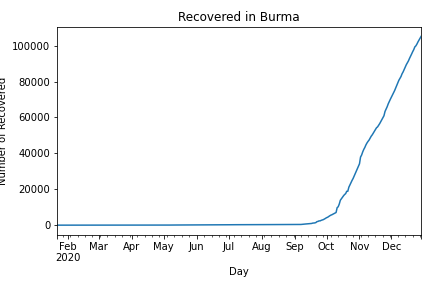 Recovered in Burma
100000
80000
60000
40000
20000
0
Number of Recovered
Feb Mar Apr May Jun Jul Aug Sep Oct Nov Dec
2020
Day